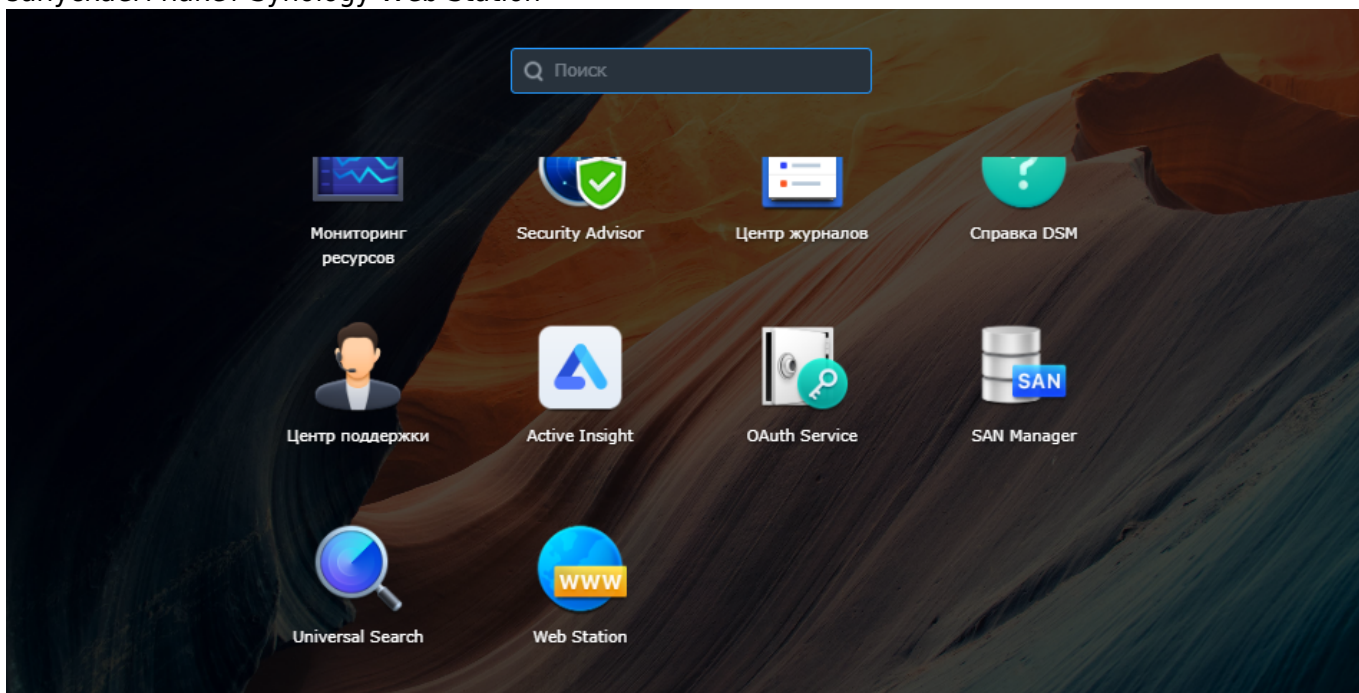 Поиск
Мониторинг
ресурсов
Security Advisor
Центр журналов
?
Справка DSM
Центр поддержки
Active Insight
OAuth Service
SAN
SAN Manager
Universal Search
WWW
Web Station